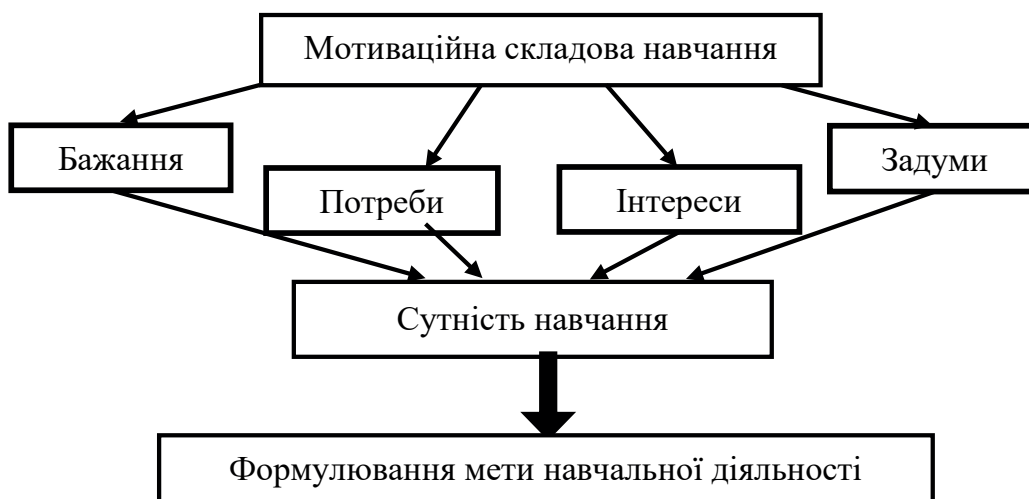 Мотиваційна складова навчання
Бажання
Потреби
Інтереси
Задуми
Сутність навчання
Формулювання мети навчальної діяльності